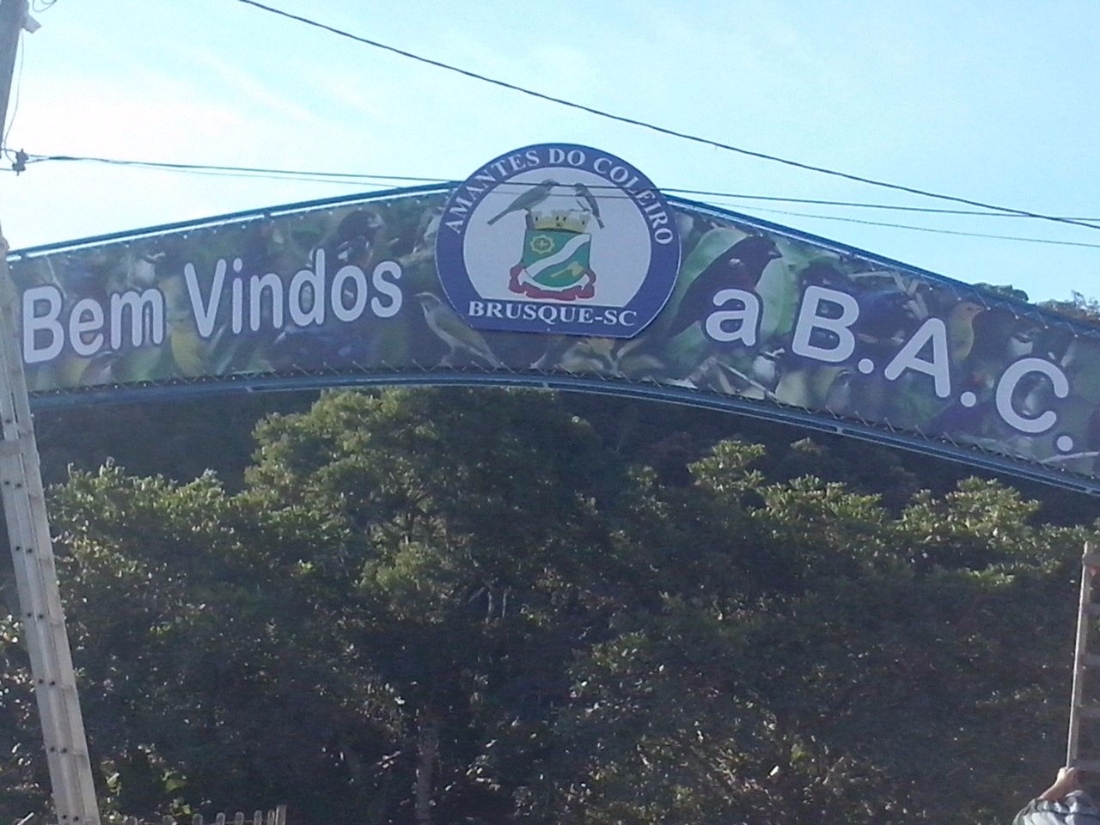 Bem Vindos
AMANTES DO COLEIRO
BRUSQUE-SC
a B.A.C.